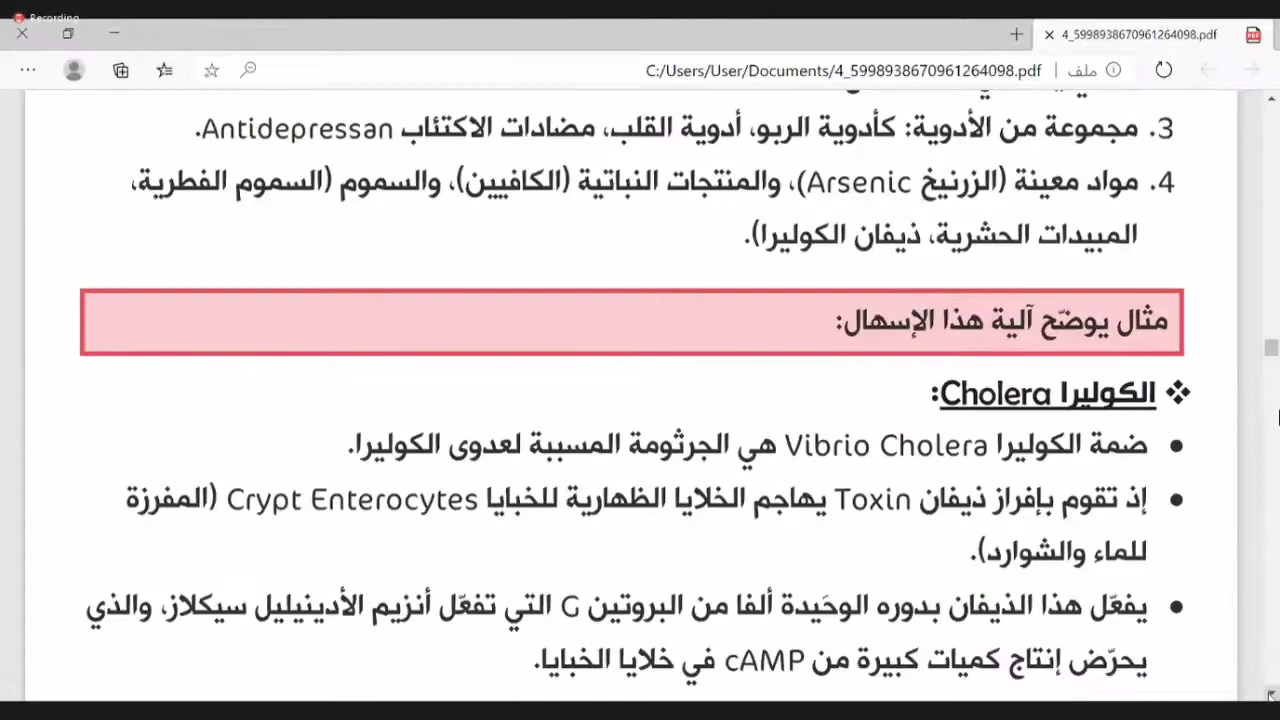 Recording
4_5998938670961264098.pdf
ملف | C:/Users/User/Documents/4_5998938670961264098.pdf
3. مجموعة من الأدوية: كأدوية الربو، أدوية القلب، مضادات الاكتئاب Antidepressan.
4. مواد معينة (الزرنيخ Arsenic)، والمنتجات النباتية (الكافيين)، والسموم (السموم الفطرية،
المبيدات الحشرية، ذيفان الكوليرا).
مثال يوضّح آلية هذا الإسهال:
❖ الكوليرا Cholera:
• ضمة الكوليرا Vibrio Cholera هي الجرثومة المسببة لعدوى الكوليرا.
• إذ تقوم بإفراز ذيفان Toxin يهاجم الخلايا الظهارية للخبايا Crypt Enterocytes (المفرزة
للماء والشوارد).
• يفعّل هذا الذيفان بدوره الوحَيدة ألفا من البروتين G التي تفعّل أنزيم الأدينيليل سيكلاز، والذي
يحرّض إنتاج كميات كبيرة من cAMP في خلايا الخبايا.